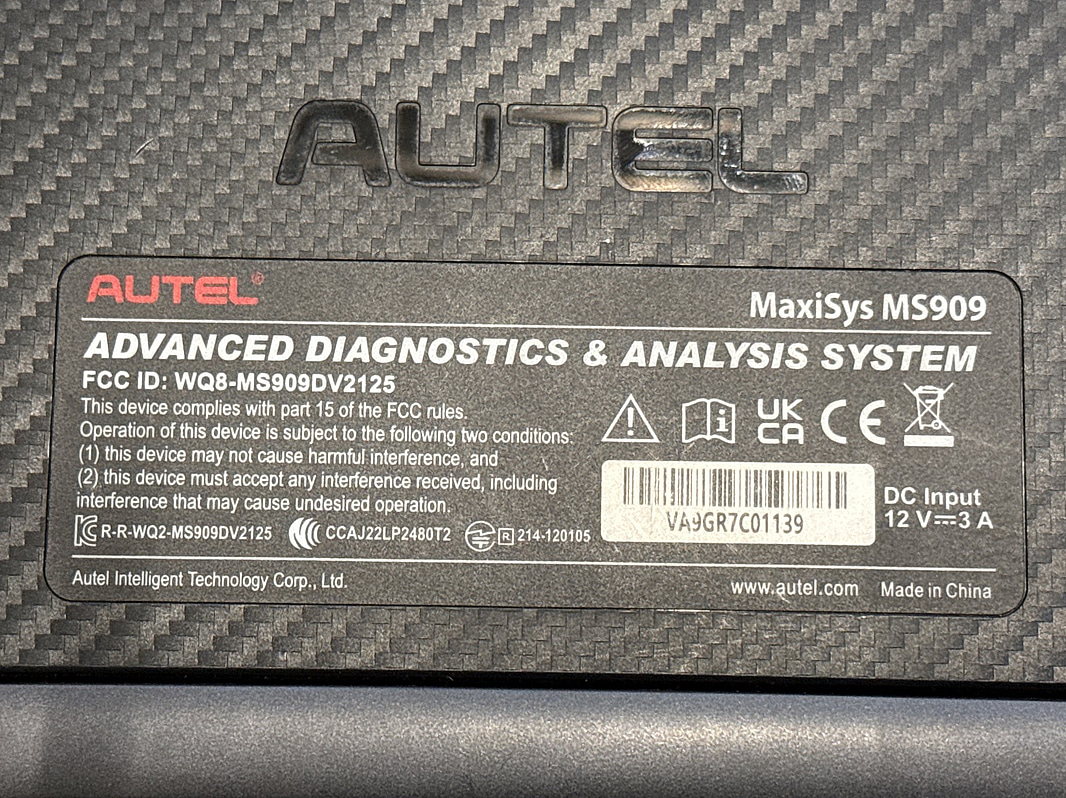 AUTEL
AUTEL®
MaxiSys MS909
ADVANCED DIAGNOSTICS & ANALYSIS SYSTEM
FCC ID: WQ8-MS909DV2125
This device complies with part 15 of the FCC rules.
Operation of this device is subject to the following two conditions:
(1) this device may not cause harmful interference, and
(2) this device must accept any interference received, including
interference that may cause undesired operation.
UK
CA
CE
VA9GR7C01139
DC Input
12 V⎓3 A
R-R-WQ2-MS909DV2125
CCAJ22LP2480T2
R 214-120105
Autel Intelligent Technology Corp., Ltd.
www.autel.com
Made in China